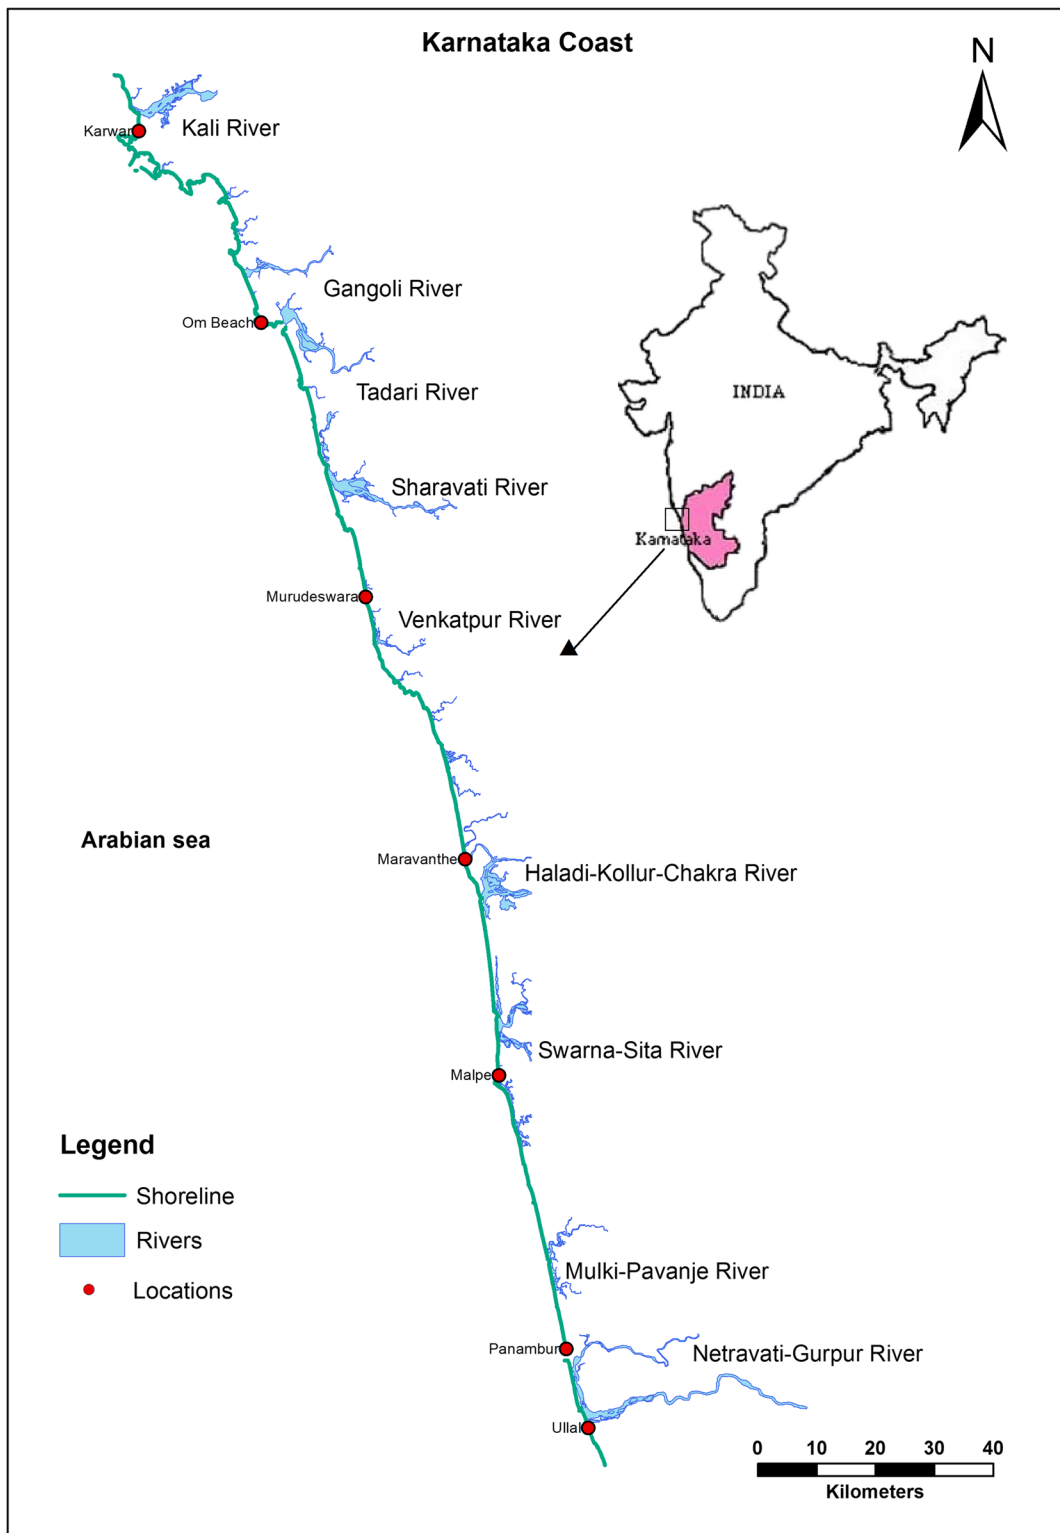 Karnataka Coast
N
Karwar
Kali River
Gangoli River
Om Beach
Tadari River
INDIA
Sharavati River
Karnataka
Murudeswara
Venkatpur River
Arabian sea
Maravanthe
Haladi-Kollur-Chakra River
Swarna-Sita River
Malpe
Legend
Shoreline
Rivers
Locations
Mulki-Pavanje River
Panambur
Netravati-Gurpur River
Ullal
0 10 20 30 40
Kilometers